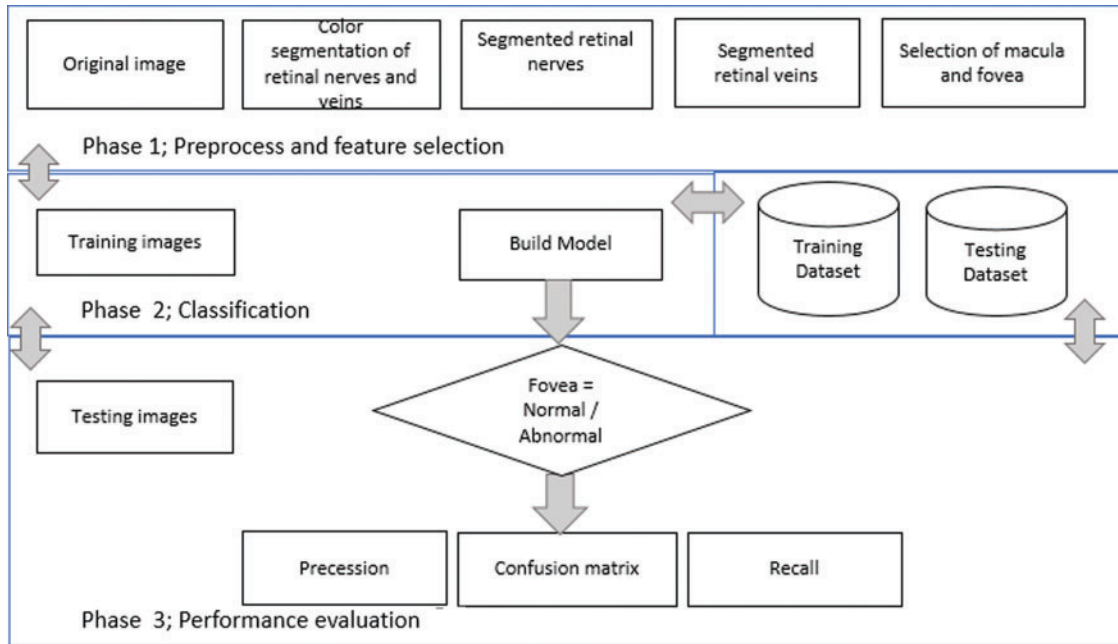 Original image
Color
segmentation of
retinal nerves and
veins
Segmented retinal
nerves
Segmented
retinal veins
Selection of macula
and fovea
Phase 1; Preprocess and feature selection
Training images
Build Model
Training
Dataset
Testing
Dataset
Phase 2; Classification
Testing images
Fovea =
Normal /
Abnormal
Precession
Confusion matrix
Recall
Phase 3; Performance evaluation